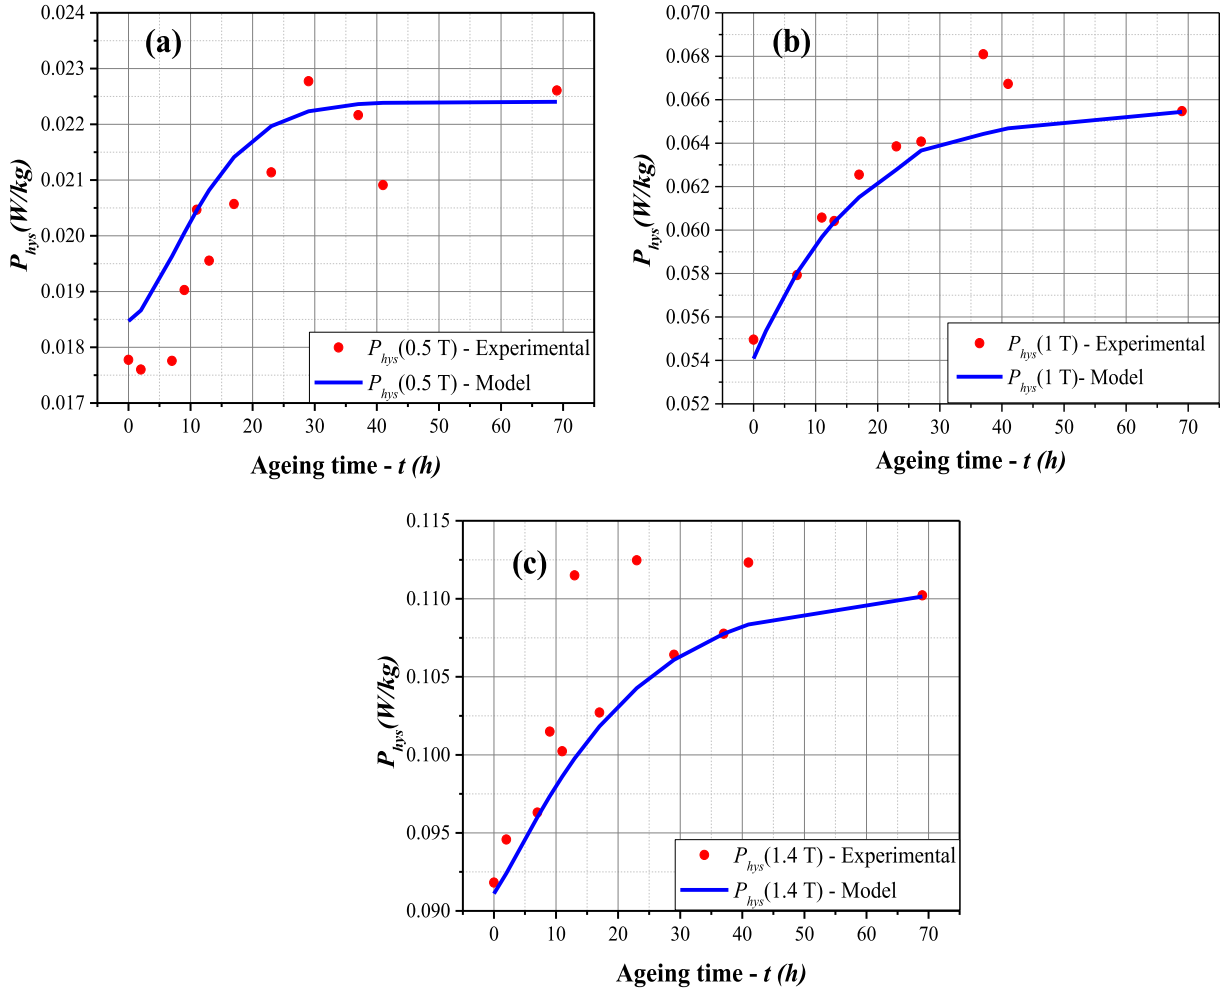 (a)
0.024
0.023
0.022
0.021
0.020
0.019
0.018
0.017
P_hys (W/kg)
P_hys(0.5 T) - Experimental
P_hys(0.5 T) - Model
0 10 20 30 40 50 60 70
Ageing time - t (h)
(b)
0.070
0.068
0.066
0.064
0.062
0.060
0.058
0.056
0.054
0.052
P_hys (W/kg)
P_hys(1 T) - Experimental
P_hys(1 T)- Model
0 10 20 30 40 50 60 70
Ageing time - t (h)
(c)
0.115
0.110
0.105
0.100
0.095
0.090
P_hys (W/kg)
P_hys(1.4 T) - Experimental
P_hys(1.4 T) - Model
0 10 20 30 40 50 60 70
Ageing time - t (h)